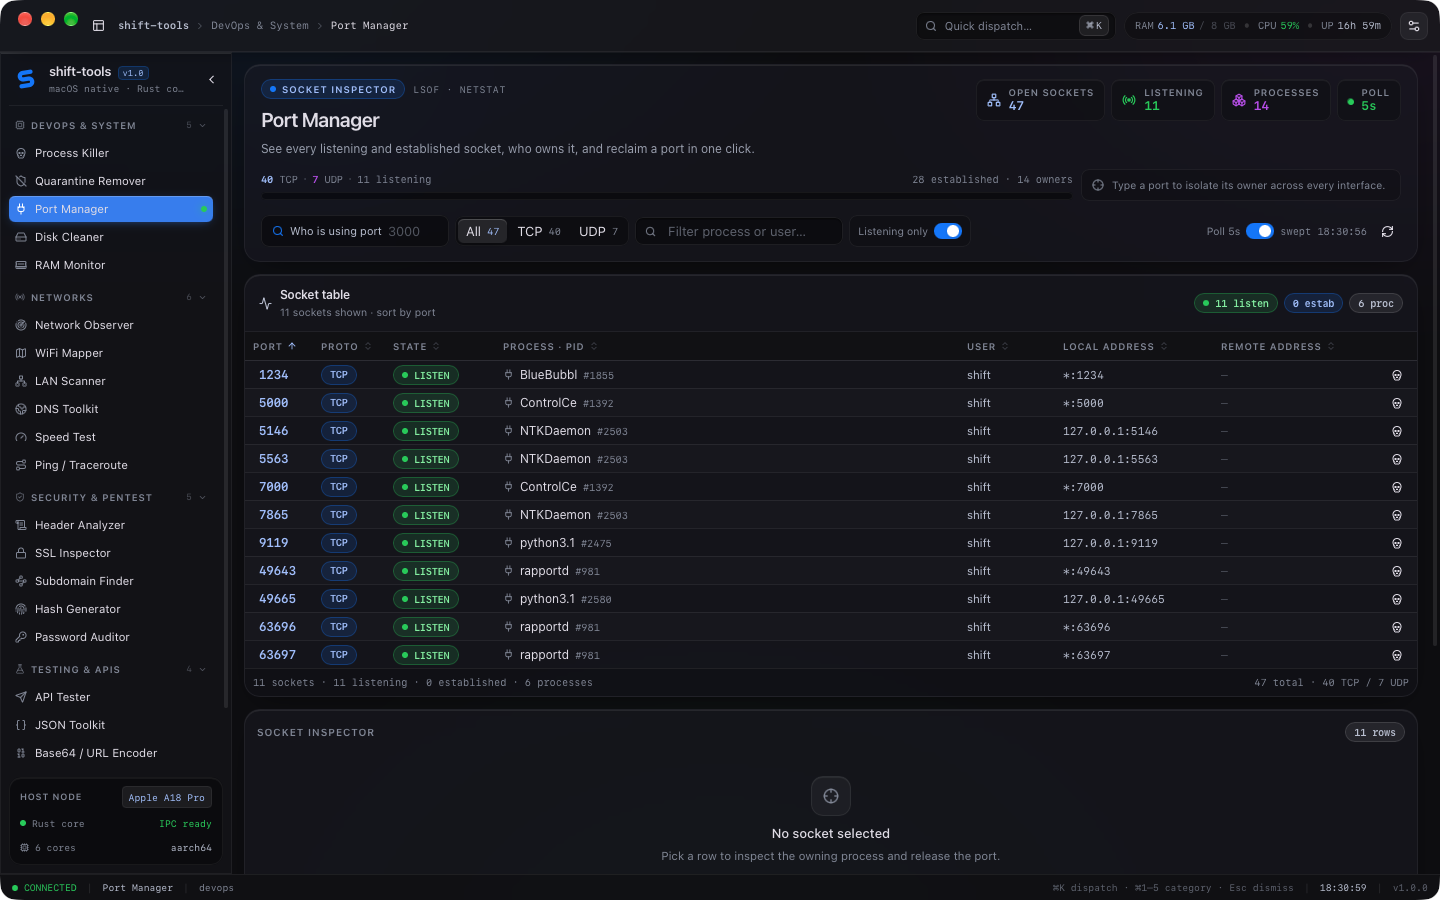 shift-tools › DevOps & System › Port Manager
Quick dispatch... ⌘K
RAM 6.1 GB / 8 GB • CPU 59% • UP 16h 59m
shift-tools v1.0
macOS native · Rust co…
DEVOPS & SYSTEM 5
Process Killer
Quarantine Remover
Port Manager
Disk Cleaner
RAM Monitor
NETWORKS 6
Network Observer
WiFi Mapper
LAN Scanner
DNS Toolkit
Speed Test
Ping / Traceroute
SECURITY & PENTEST 5
Header Analyzer
SSL Inspector
Subdomain Finder
Hash Generator
Password Auditor
TESTING & APIS 4
API Tester
JSON Toolkit
Base64 / URL Encoder
HOST NODE Apple A18 Pro
Rust core IPC ready
6 cores aarch64
SOCKET INSPECTOR LSOF · NETSTAT
Port Manager
See every listening and established socket, who owns it, and reclaim a port in one click.
OPEN SOCKETS 47
LISTENING 11
PROCESSES 14
POLL 5s
40 TCP · 7 UDP · 11 listening
28 established · 14 owners
Type a port to isolate its owner across every interface.
Who is using port 3000
All 47 TCP 40 UDP 7
Filter process or user...
Listening only
Poll 5s swept 18:30:56
Socket table
11 sockets shown · sort by port
11 listen 0 estab 6 proc
PORT PROTO STATE PROCESS · PID USER LOCAL ADDRESS REMOTE ADDRESS
1234 TCP LISTEN BlueBubbl #1855 shift *:1234 —
5000 TCP LISTEN ControlCe #1392 shift *:5000 —
5146 TCP LISTEN NTKDaemon #2503 shift 127.0.0.1:5146 —
5563 TCP LISTEN NTKDaemon #2503 shift 127.0.0.1:5563 —
7000 TCP LISTEN ControlCe #1392 shift *:7000 —
7865 TCP LISTEN NTKDaemon #2503 shift 127.0.0.1:7865 —
9119 TCP LISTEN python3.1 #2475 shift 127.0.0.1:9119 —
49643 TCP LISTEN rapportd #981 shift *:49643 —
49665 TCP LISTEN python3.1 #2580 shift 127.0.0.1:49665 —
63696 TCP LISTEN rapportd #981 shift *:63696 —
63697 TCP LISTEN rapportd #981 shift *:63697 —
11 sockets · 11 listening · 0 established · 6 processes
47 total · 40 TCP / 7 UDP
SOCKET INSPECTOR 11 rows
No socket selected
Pick a row to inspect the owning process and release the port.
CONNECTED | Port Manager | devops
⌘K dispatch · ⌘1–5 category · Esc dismiss | 18:30:59 | v1.0.0